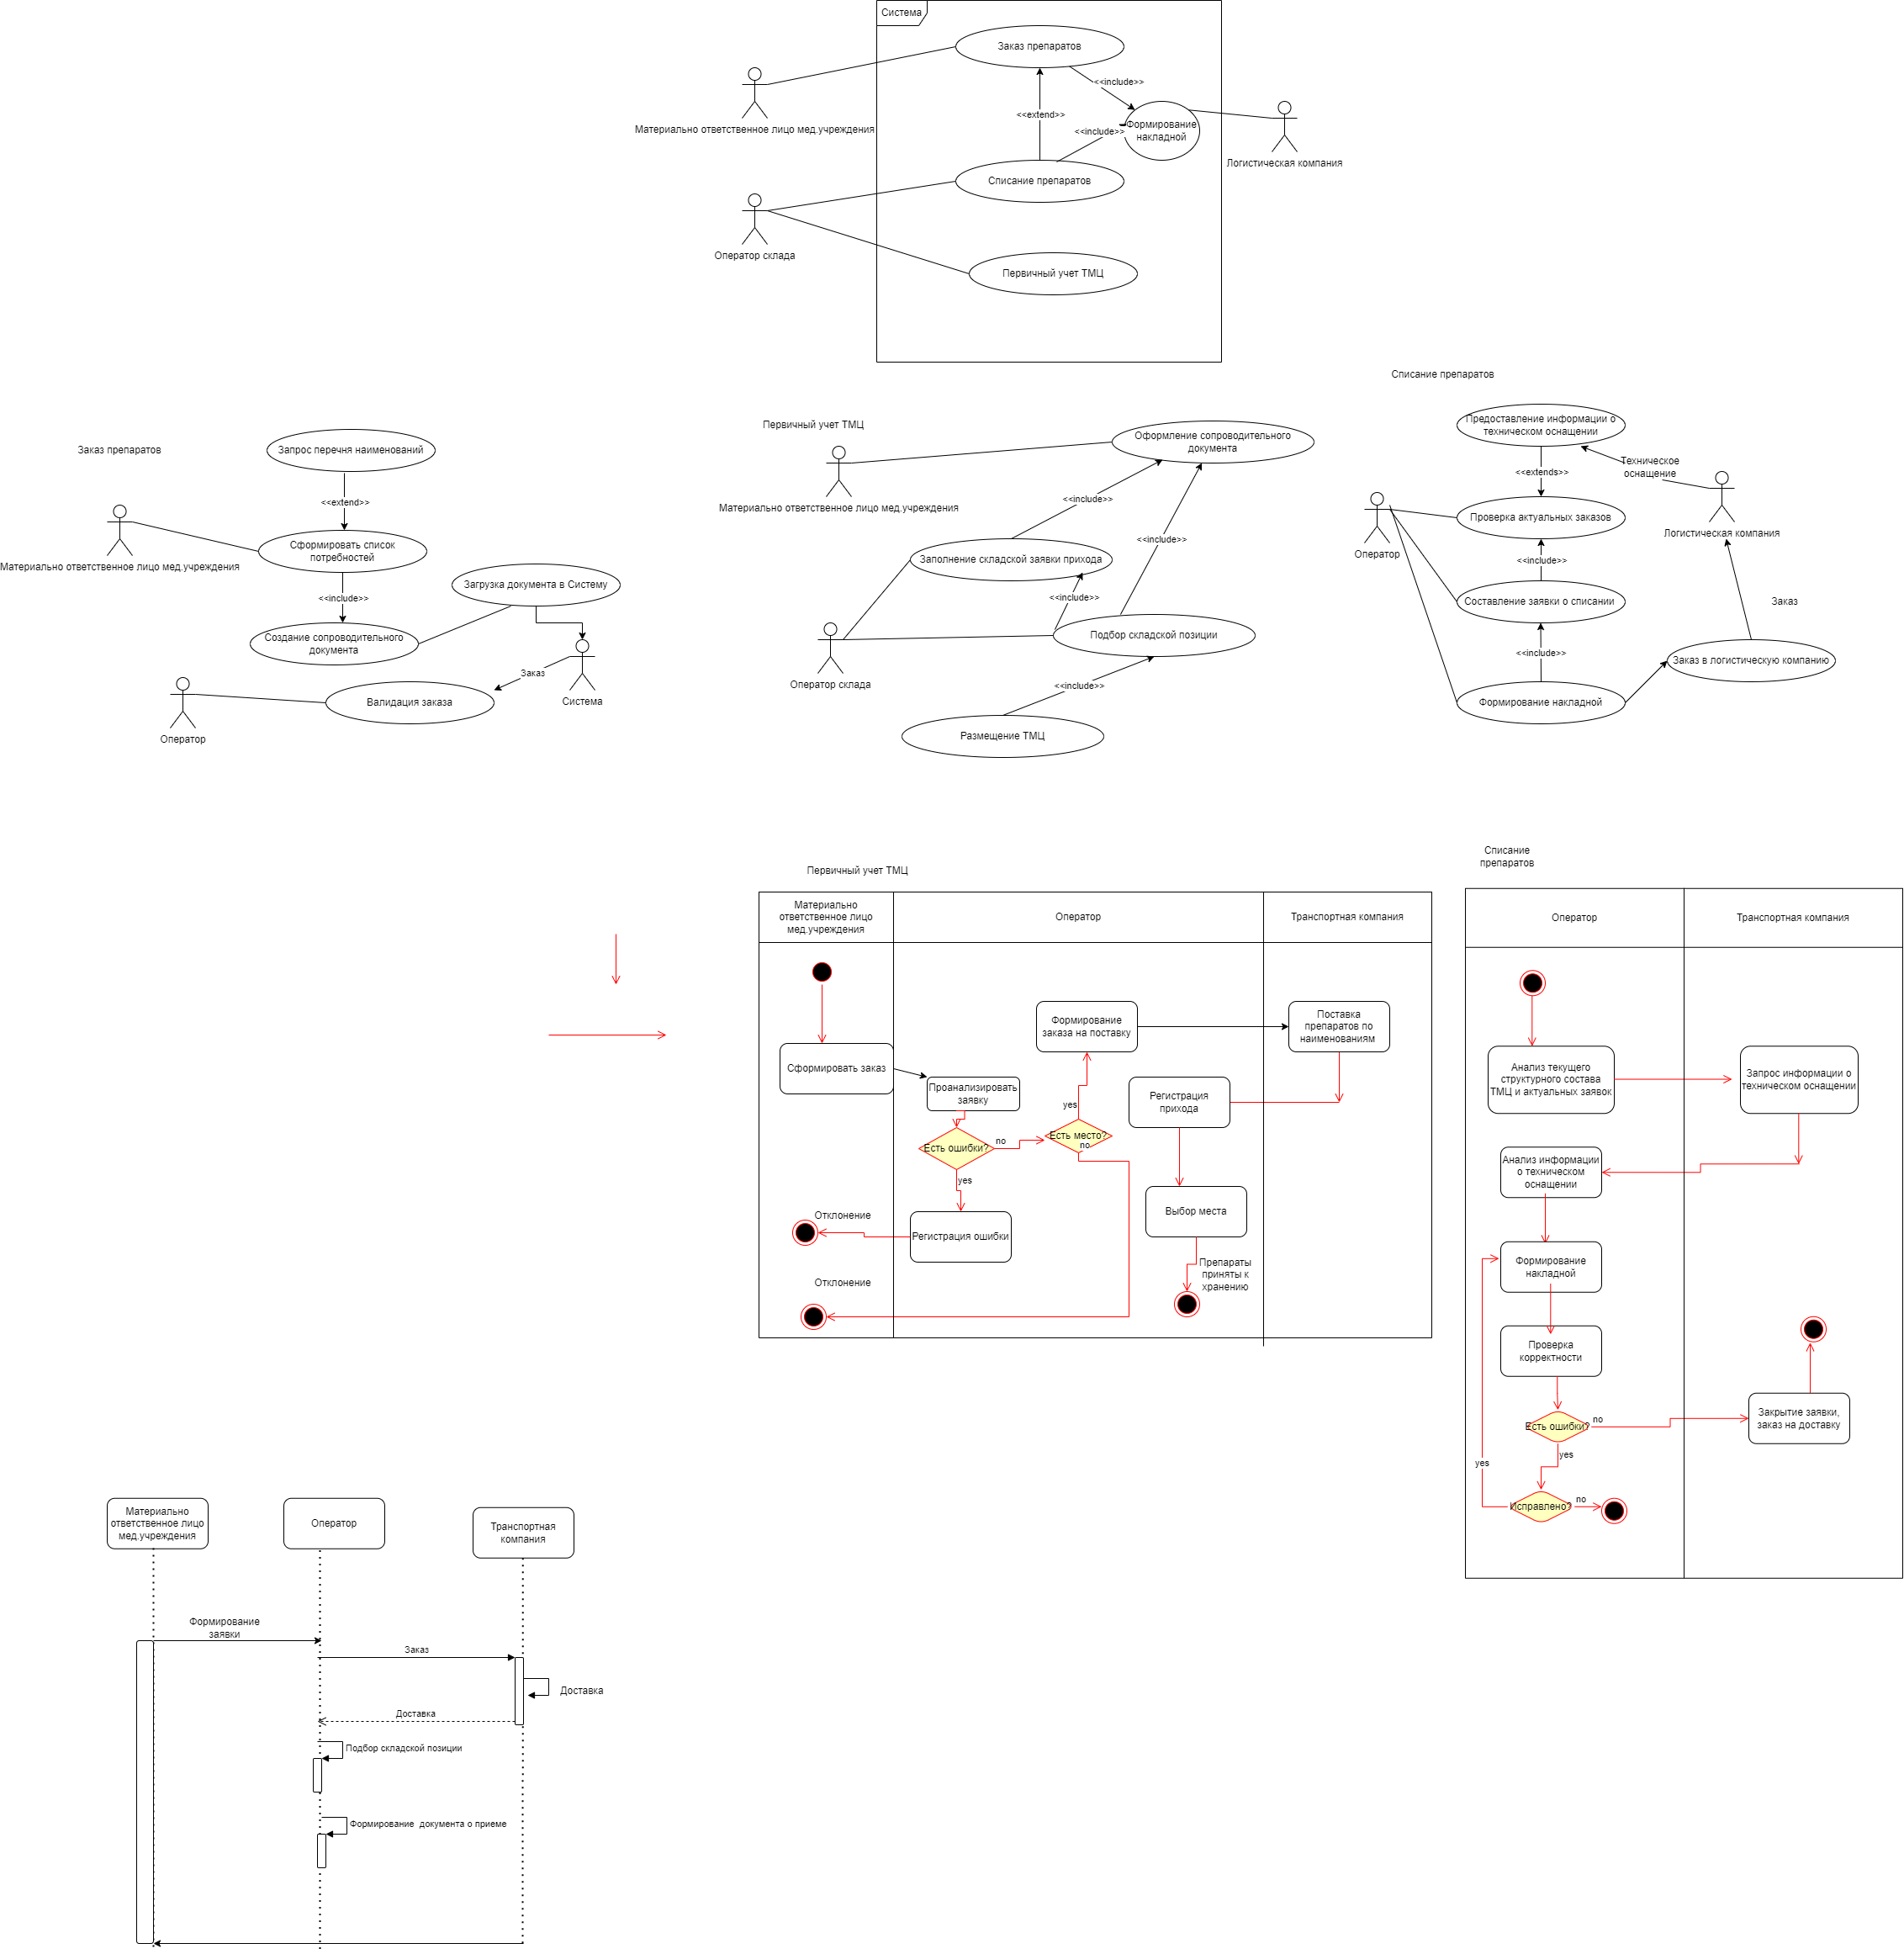 Система
Заказ препаратов
<<include>>
Материально ответственное лицо мед.учреждения
<<extend>>
<<include>>
Формирование
накладной
Логистическая компания
Списание препаратов
Оператор склада
Первичный учет ТМЦ
Заказ препаратов
Запрос перечня наименований
<<extend>>
Материально ответственное лицо мед.учреждения
Сформировать список
потребностей
<<include>>
Загрузка документа в Систему
Создание сопроводительного
документа
Заказ
Система
Валидация заказа
Оператор
Первичный учет ТМЦ
Оформление сопроводительного
документа
Материально ответственное лицо мед.учреждения
<<include>>
<<include>>
Заполнение складской заявки прихода
<<include>>
Подбор складской позиции
Оператор склада
<<include>>
Размещение ТМЦ
Списание препаратов
Предоставление информации о
техническом оснащении
<<extends>>
Техническое
оснащение
Проверка актуальных заказов
Логистическая компания
Оператор
<<include>>
Составление заявки о списании
Заказ
<<include>>
Заказ в логистическую компанию
Формирование накладной
Первичный учет ТМЦ
Материально
ответственное лицо
мед.учреждения
Оператор
Транспортная компания
Сформировать заказ
Проанализировать
заявку
Формирование
заказа на поставку
Поставка
препаратов по
наименованиям
Регистрация
прихода
yes
Есть ошибки?
no
Есть место?
no
yes
Выбор места
Отклонение
Регистрация ошибки
Препараты
приняты к
хранению
Отклонение
Списание
препаратов
Оператор
Транспортная компания
Анализ текущего
структурного состава
ТМЦ и актуальных заявок
Запрос информации о
техническом оснащении
Анализ информации
о техническом
оснащении
Формирование
накладной
Проверка
корректности
Есть ошибки?
no
Закрытие заявки,
заказ на доставку
yes
yes
Исправлено?
no
Материально
ответственное лицо
мед.учреждения
Оператор
Транспортная
компания
Формирование
заявки
Заказ
Доставка
Доставка
Подбор складской позиции
Формирование  документа о приеме